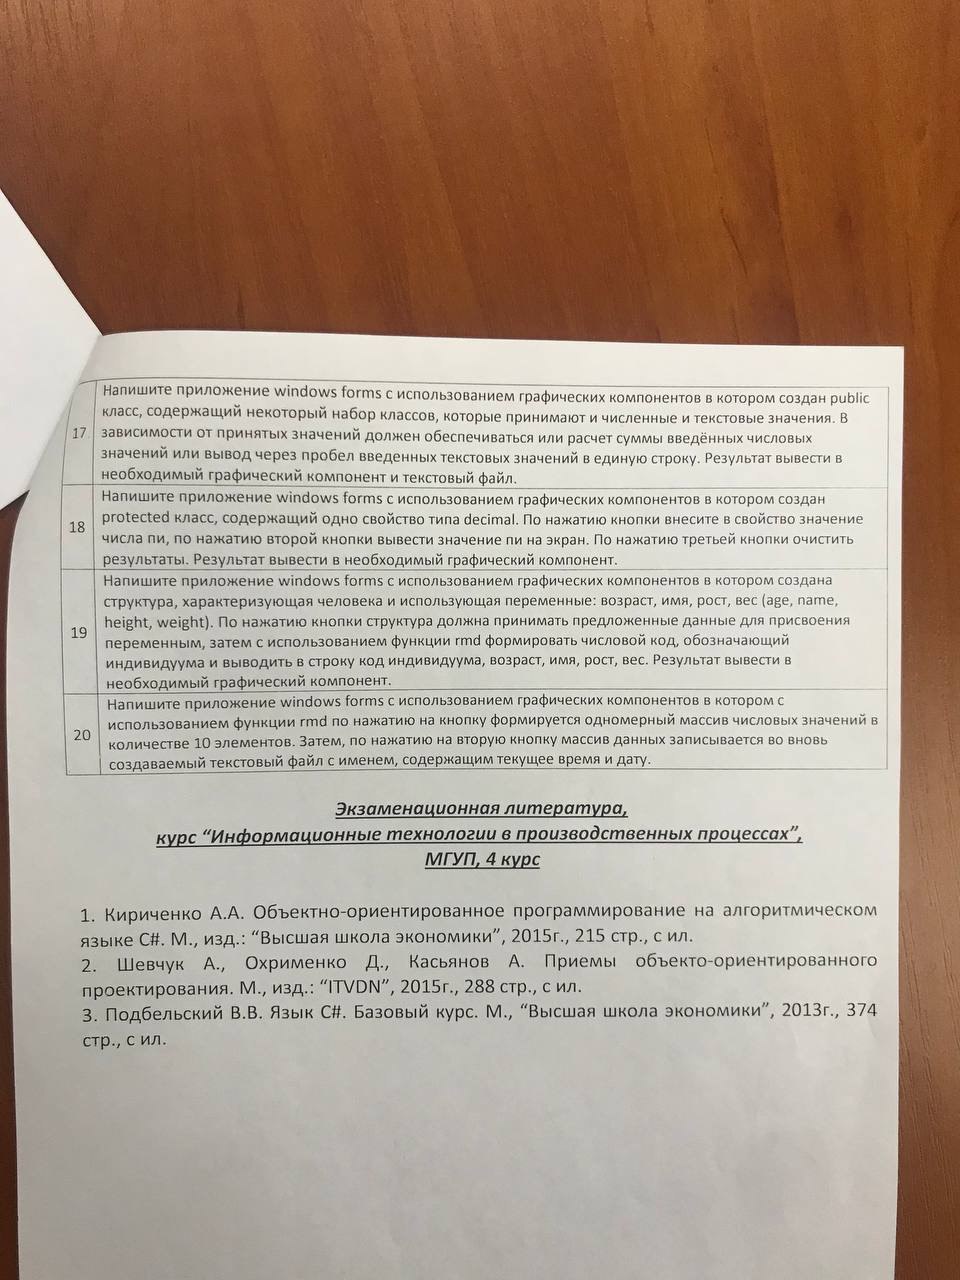 Напишите приложение windows forms с использованием графических компонентов в котором создан public
класс, содержащий некоторый набор классов, которые принимают и численные и текстовые значения. В
17 зависимости от принятых значений должен обеспечиваться или расчет суммы введённых числовых
значений или вывод через пробел введенных текстовых значений в единую строку. Результат вывести в
необходимый графический компонент и текстовый файл.
Напишите приложение windows forms с использованием графических компонентов в котором создан
18 protected класс, содержащий одно свойство типа decimal. По нажатию кнопки внесите в свойство значение
числа пи, по нажатию второй кнопки вывести значение пи на экран. По нажатию третьей кнопки очистить
результаты. Результат вывести в необходимый графический компонент.
Напишите приложение windows forms с использованием графических компонентов в котором создана
структура, характеризующая человека и использующая переменные: возраст, имя, рост, вес (age, name,
19 height, weight). По нажатию кнопки структура должна принимать предложенные данные для присвоения
переменным, затем с использованием функции rmd формировать числовой код, обозначающий
индивидуума и выводить в строку код индивидуума, возраст, имя, рост, вес. Результат вывести в
необходимый графический компонент.
Напишите приложение windows forms с использованием графических компонентов в котором с
20 использованием функции rmd по нажатию на кнопку формируется одномерный массив числовых значений в
количестве 10 элементов. Затем, по нажатию на вторую кнопку массив данных записывается во вновь
создаваемый текстовый файл с именем, содержащим текущее время и дату.
Экзаменационная литература,
курс “Информационные технологии в производственных процессах”,
МГУП, 4 курс
1. Кириченко А.А. Объектно-ориентированное программирование на алгоритмическом
языке C#. М., изд.: “Высшая школа экономики”, 2015г., 215 стр., с ил.
2. Шевчук А., Охрименко Д., Касьянов А. Приемы объекто-ориентированного
проектирования. М., изд.: “ITVDN”, 2015г., 288 стр., с ил.
3. Подбельский В.В. Язык C#. Базовый курс. М., “Высшая школа экономики”, 2013г., 374
стр., с ил.